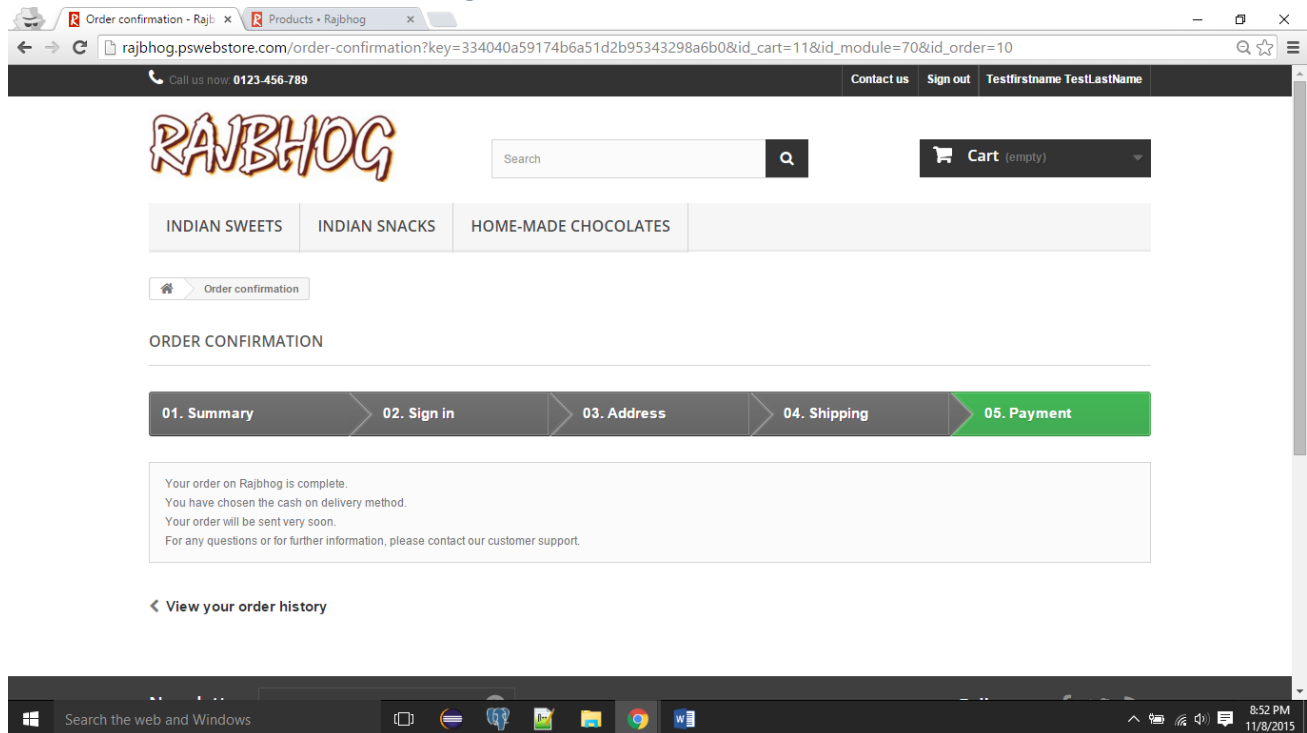 Order confirmation - Rajb
Products • Rajbhog
rajbhog.pswebstore.com/order-confirmation?key=334040a59174b6a51d2b95343298a6b0&id_cart=11&id_module=70&id_order=10
Call us now: 0123-456-789
Contact us Sign out Testfirstname TestLastName
RAJBHOG
Search
Cart (empty)
INDIAN SWEETS INDIAN SNACKS HOME-MADE CHOCOLATES
Order confirmation
ORDER CONFIRMATION
01. Summary 02. Sign in 03. Address 04. Shipping 05. Payment
Your order on Rajbhog is complete.
You have chosen the cash on delivery method.
Your order will be sent very soon.
For any questions or for further information, please contact our customer support.
View your order history
Search the web and Windows
8:52 PM
11/8/2015